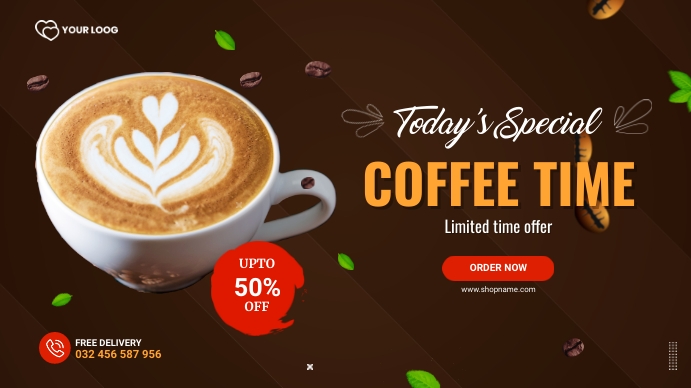 YOUR LOOG
Today's Special
COFFEE TIME
Limited time offer
ORDER NOW
www.shopname.com
UPTO
50%
OFF
FREE DELIVERY
032 456 587 956